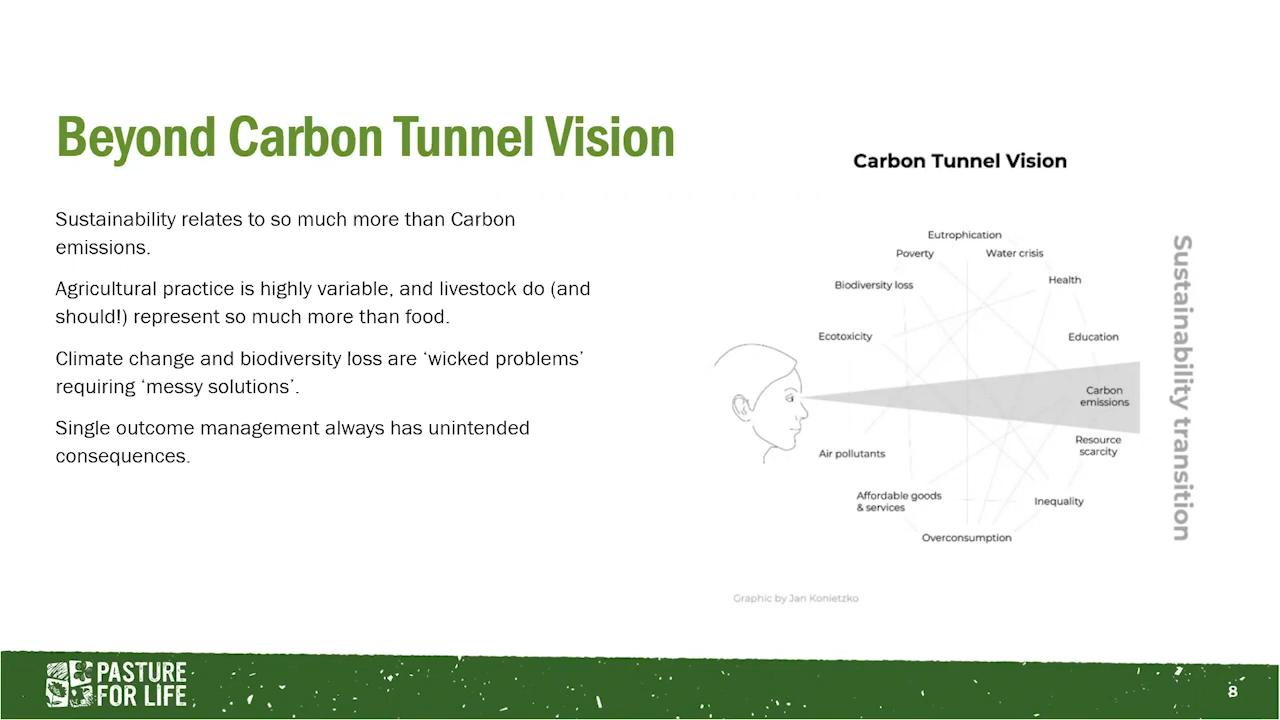 Beyond Carbon Tunnel Vision
Sustainability relates to so much more than Carbon
emissions.
Agricultural practice is highly variable, and livestock do (and
should!) represent so much more than food.
Climate change and biodiversity loss are ‘wicked problems’
requiring ‘messy solutions’.
Single outcome management always has unintended
consequences.
Carbon Tunnel Vision
Eutrophication
Poverty
Water crisis
Biodiversity loss
Health
Ecotoxicity
Education
Carbon
emissions
Air pollutants
Resource
scarcity
Affordable goods
& services
Inequality
Overconsumption
Sustainability transition
Graphic by Jan Konietzko
PASTURE
FOR LIFE
8